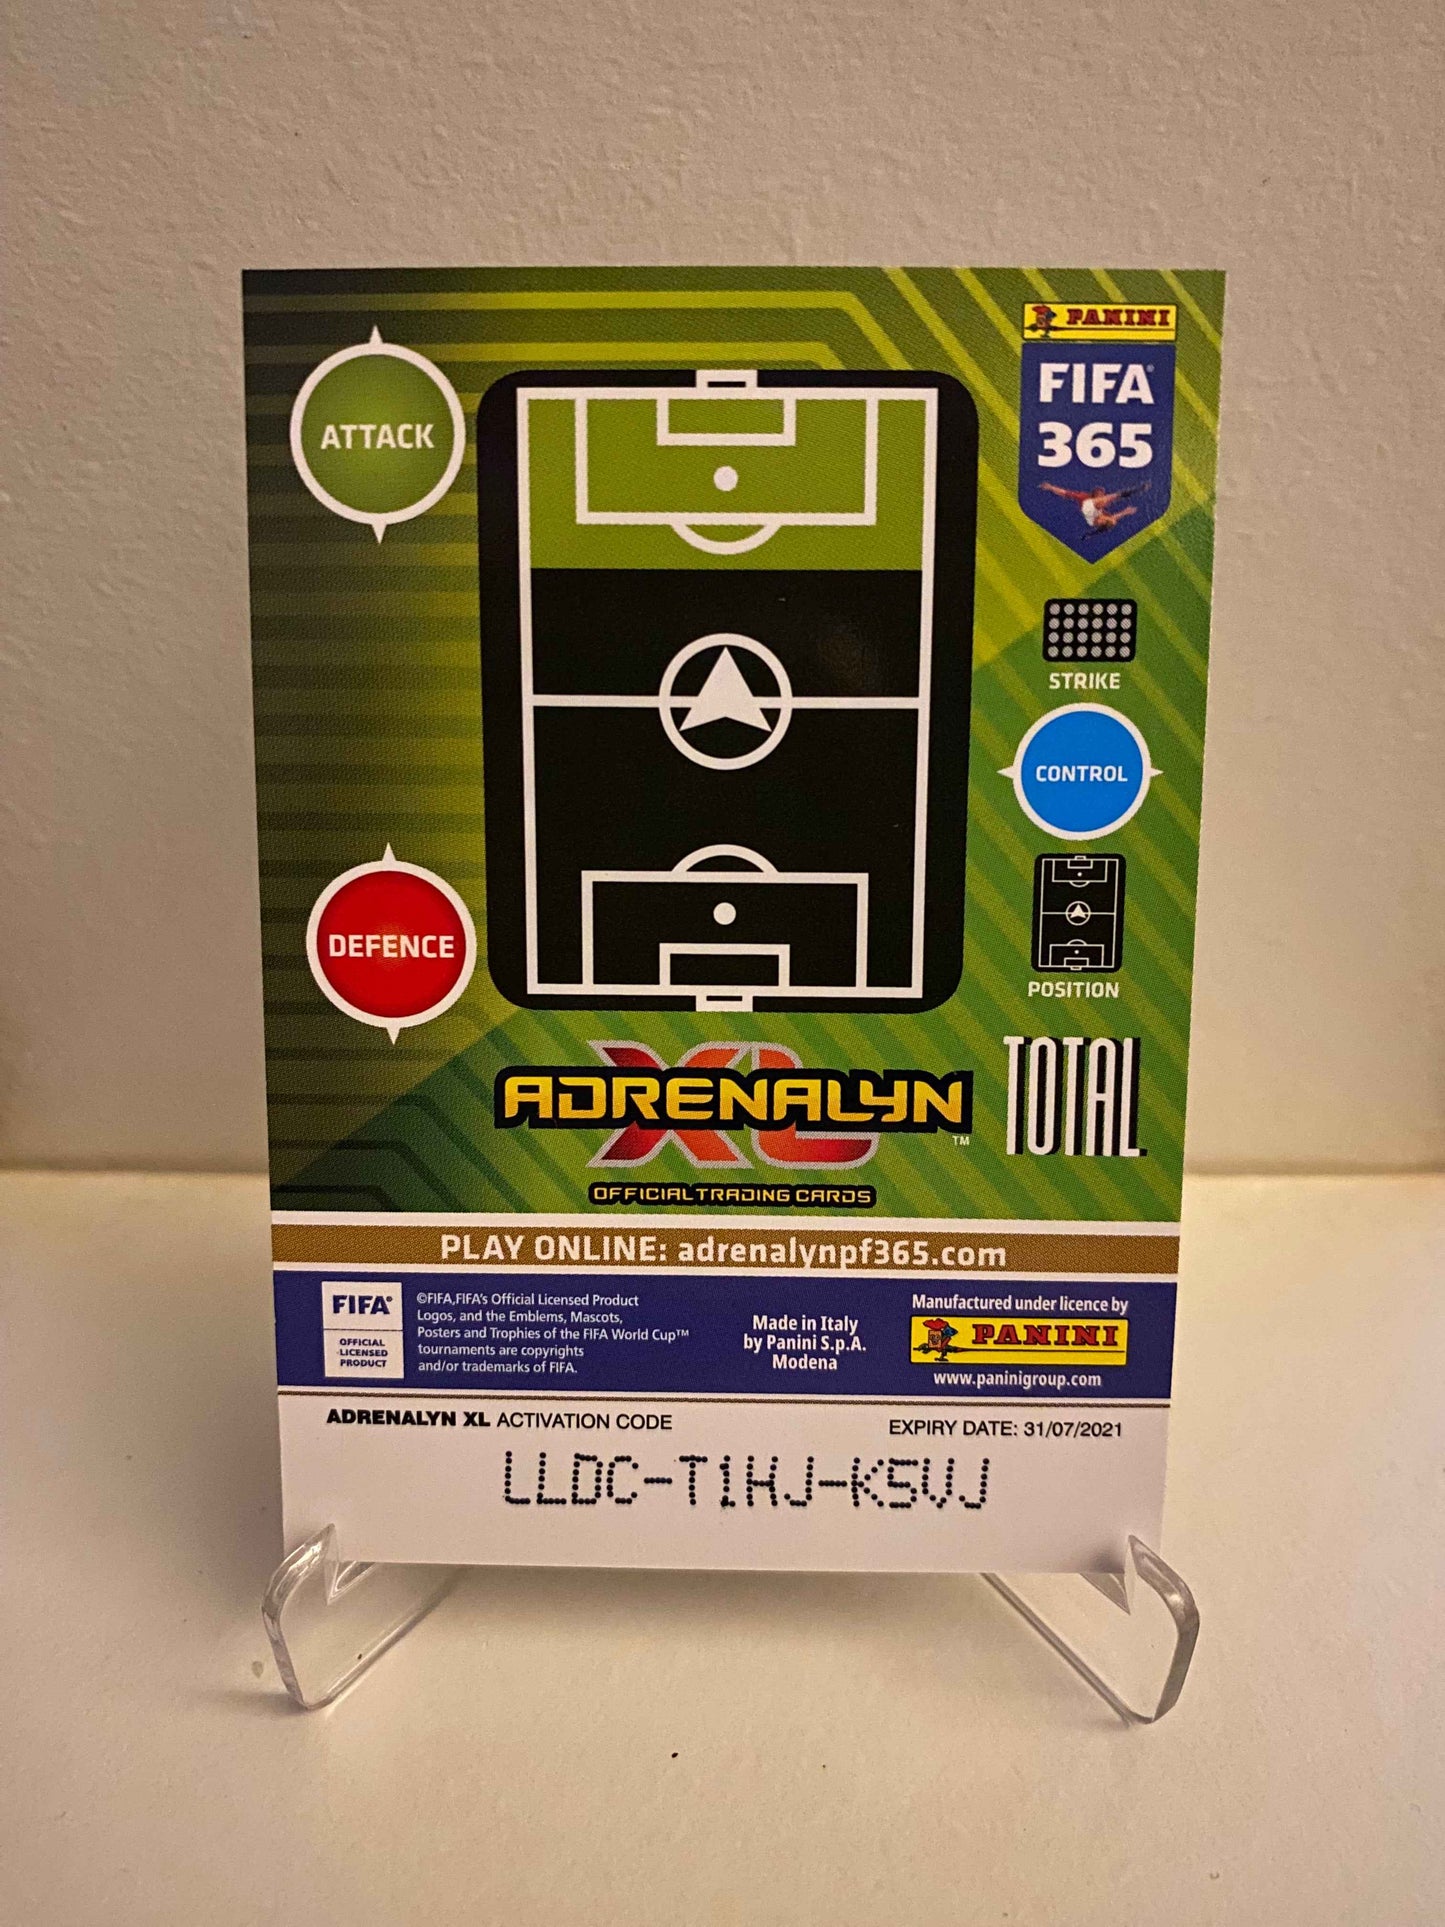 PANINI
FIFA
365
ATTACK
STRIKE
CONTROL
DEFENCE
POSITION
ADRENALYN XL™
TOTAL
OFFICIAL TRADING CARDS
PLAY ONLINE: adrenalynpf365.com
FIFA®
OFFICIAL
LICENSED
PRODUCT
©FIFA,FIFA's Official Licensed Product
Logos, and the Emblems, Mascots,
Posters and Trophies of the FIFA World Cup™
tournaments are copyrights
and/or trademarks of FIFA.
Made in Italy
by Panini S.p.A.
Modena
Manufactured under licence by
PANINI
www.paninigroup.com
ADRENALYN XL ACTIVATION CODE
EXPIRY DATE: 31/07/2021
LLDC-T1HJ-K5VJ